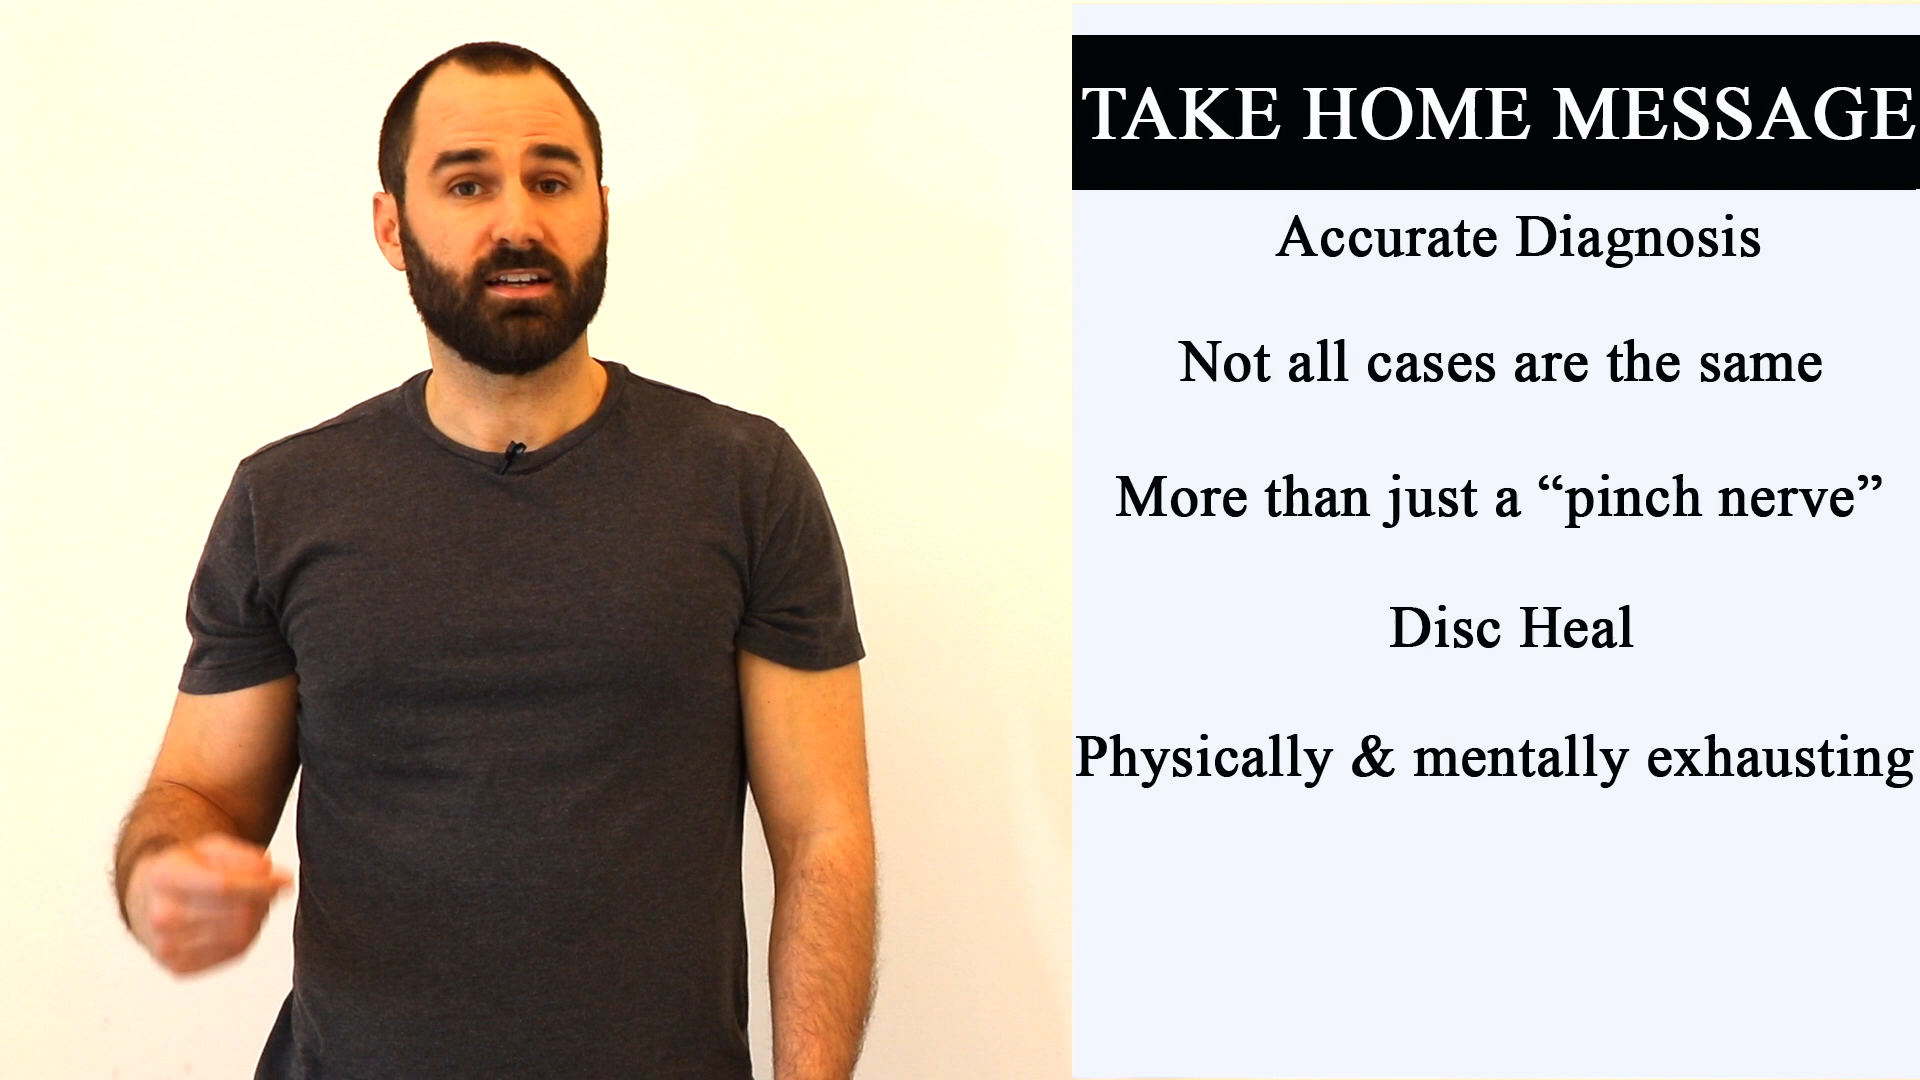 TAKE HOME MESSAGE
Accurate Diagnosis
Not all cases are the same
More than just a “pinch nerve”
Disc Heal
Physically & mentally exhausting